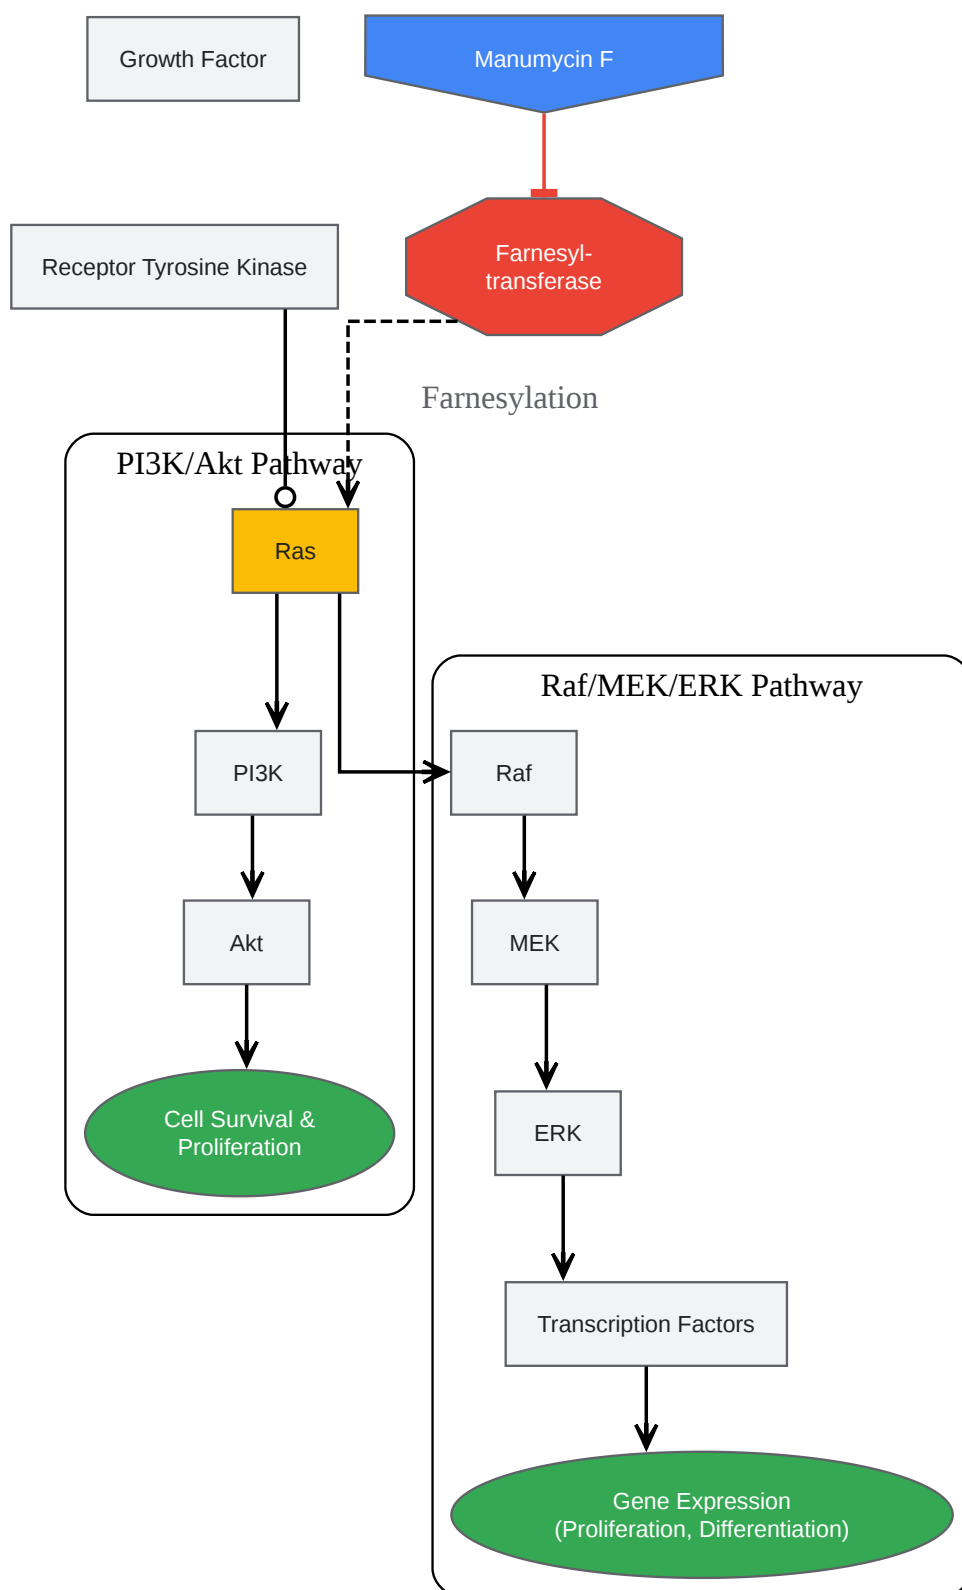 Growth Factor
Manumycin F
Receptor Tyrosine Kinase
Farnesyl-
transferase
Farnesylation
PI3K/Akt Pathway
Ras
Raf/MEK/ERK Pathway
PI3K
Raf
Akt
MEK
Cell Survival &
Proliferation
ERK
Transcription Factors
Gene Expression
(Proliferation, Differentiation)